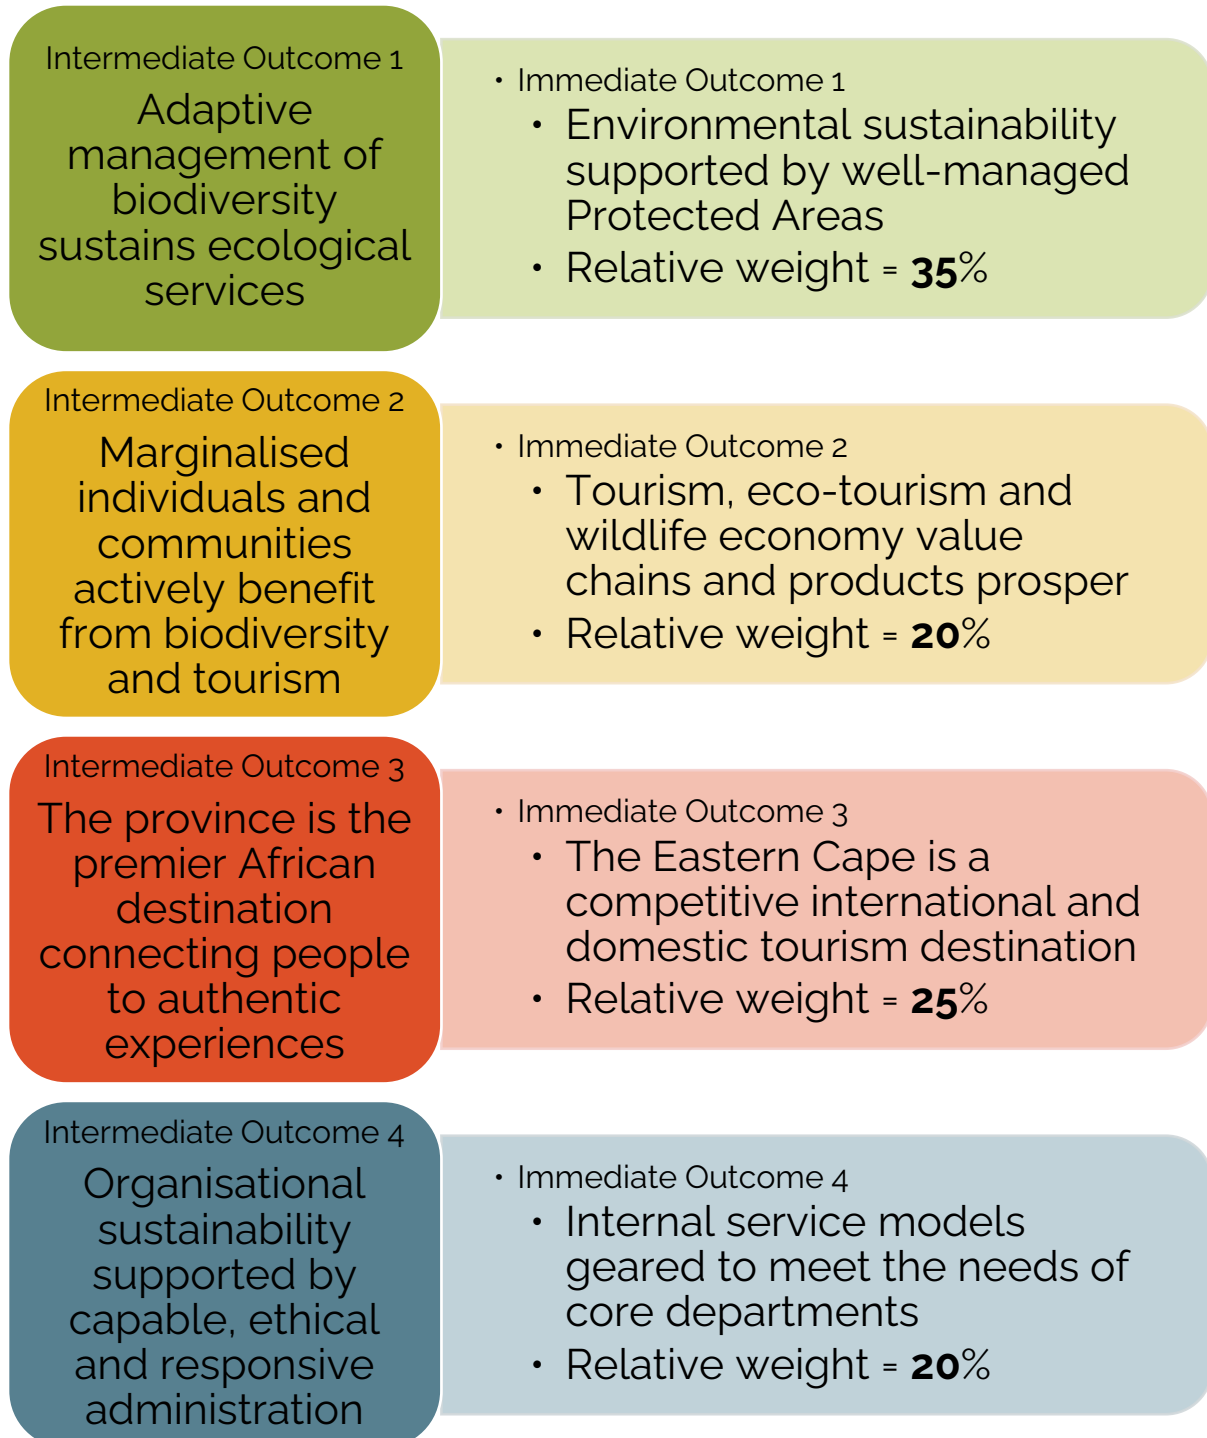 Intermediate Outcome 1
Adaptive
management of
biodiversity
sustains ecological
services
• Immediate Outcome 1
• Environmental sustainability
supported by well-managed
Protected Areas
• Relative weight = 35%
Intermediate Outcome 2
Marginalised
individuals and
communities
actively benefit
from biodiversity
and tourism
• Immediate Outcome 2
• Tourism, eco-tourism and
wildlife economy value
chains and products prosper
• Relative weight = 20%
Intermediate Outcome 3
The province is the
premier African
destination
connecting people
to authentic
experiences
• Immediate Outcome 3
• The Eastern Cape is a
competitive international and
domestic tourism destination
• Relative weight = 25%
Intermediate Outcome 4
Organisational
sustainability
supported by
capable, ethical
and responsive
administration
• Immediate Outcome 4
• Internal service models
geared to meet the needs of
core departments
• Relative weight = 20%